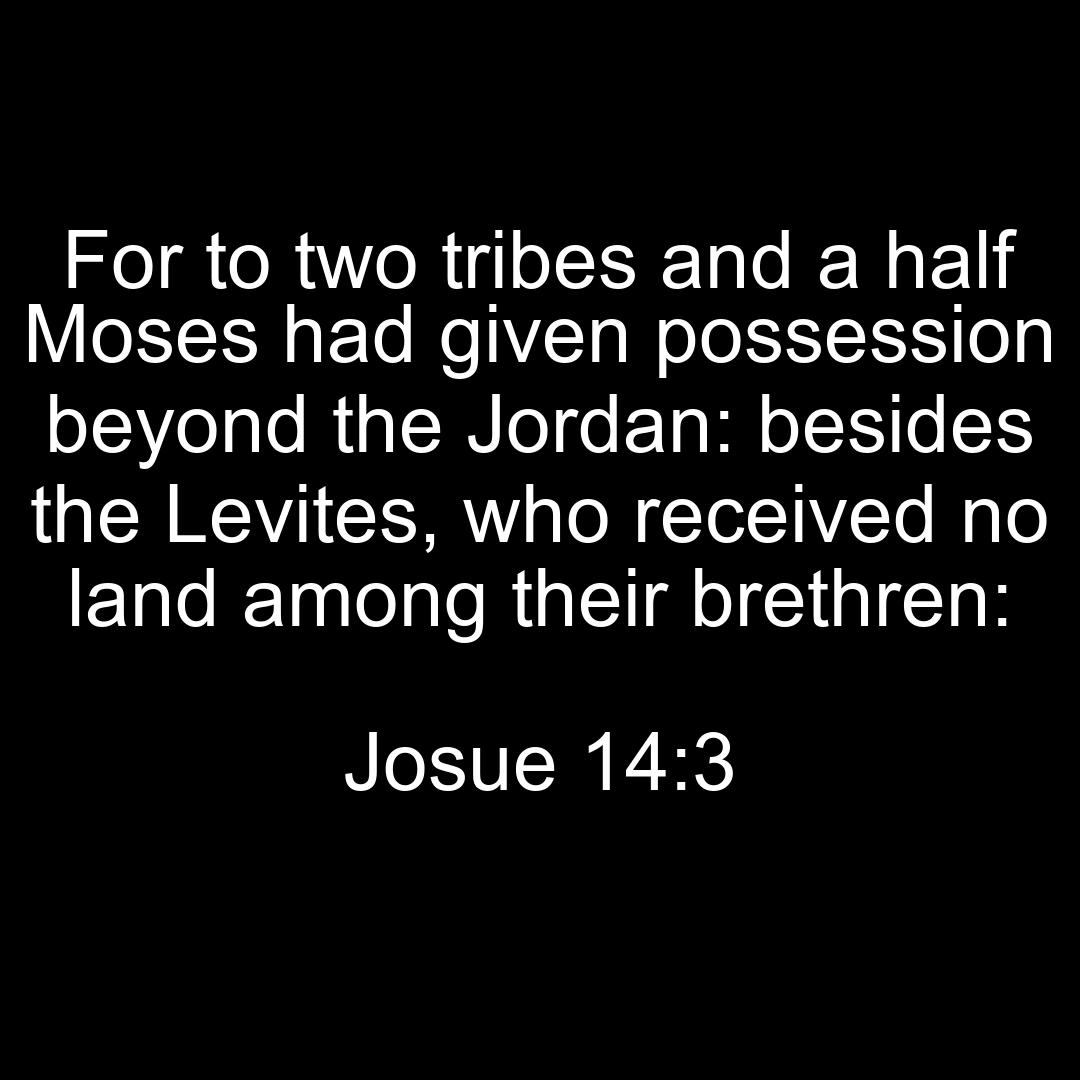 For to two tribes and a half
Moses had given possession
beyond the Jordan: besides
the Levites, who received no
land among their brethren:
Josue 14:3